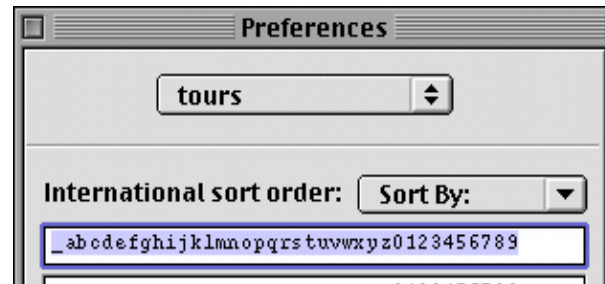 Preferences
tours
International sort order: Sort By:
_abcdefghijklmnopqrstuvwxyz0123456789